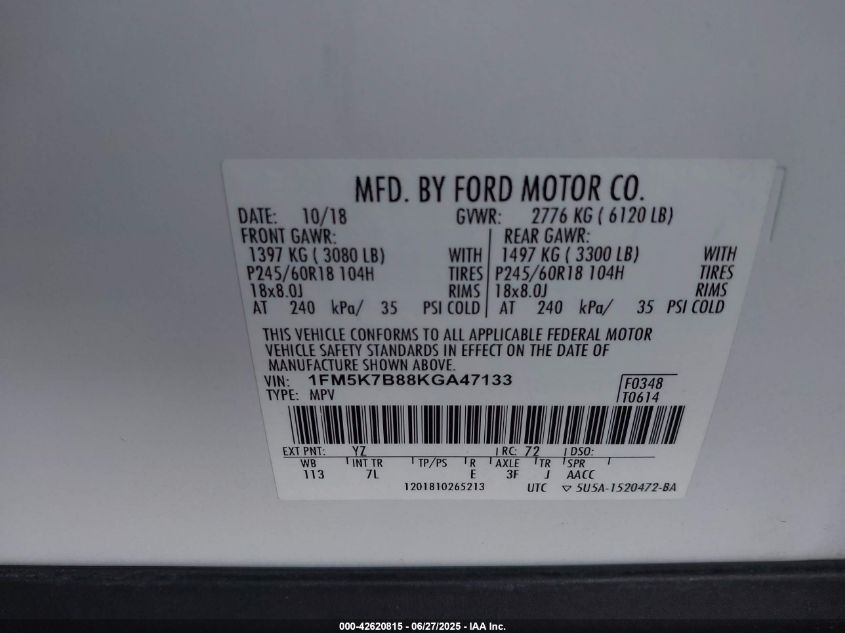 MFD. BY FORD MOTOR CO.
DATE: 10/18 GVWR: 2776 KG ( 6120 LB)
FRONT GAWR: REAR GAWR:
1397 KG ( 3080 LB) WITH 1497 KG ( 3300 LB) WITH
P245/60R18 104H TIRES P245/60R18 104H TIRES
18x8.0J RIMS 18x8.0J RIMS
AT 240 kPa/ 35 PSI COLD AT 240 kPa/ 35 PSI COLD
THIS VEHICLE CONFORMS TO ALL APPLICABLE FEDERAL MOTOR
VEHICLE SAFETY STANDARDS IN EFFECT ON THE DATE OF
MANUFACTURE SHOWN ABOVE.
VIN: 1FM5K7B88KGA47133 F0348
TYPE: MPV T0614
EXT PNT: YZ RC: 72 DSO:
WB INT TR TP/PS R AXLE TR SPR
113 7L E 3F J AACC
1201810265213 UTC ▽ 5U5A-1520472-BA
000-42620815 - 06/27/2025 - IAA Inc.